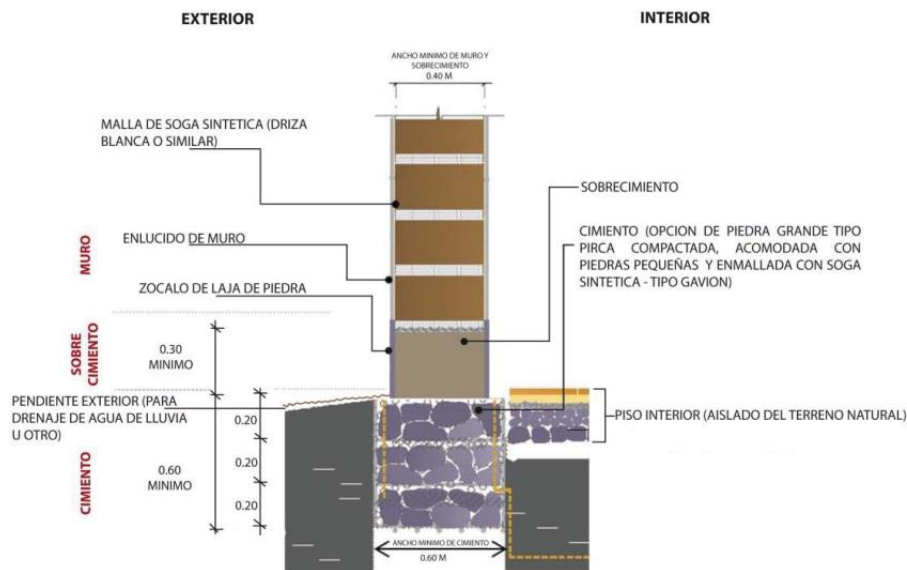 EXTERIOR
INTERIOR
ANCHO MINIMO DE MURO Y
SOBRECIMIENTO
0.40 M
MALLA DE SOGA SINTETICA (DRIZA
BLANCA O SIMILAR)
SOBRECIMIENTO
CIMIENTO (OPCION DE PIEDRA GRANDE TIPO
PIRCA COMPACTADA, ACOMODADA CON
PIEDRAS PEQUEÑAS Y ENMALLADA CON SOGA
SINTETICA - TIPO GAVION)
MURO
ENLUCIDO DE MURO
ZOCALO DE LAJA DE PIEDRA
SOBRE
CIMIENTO
0.30
MINIMO
PENDIENTE EXTERIOR (PARA
DRENAJE DE AGUA DE LLUVIA
U OTRO)
PISO INTERIOR (AISLADO DEL TERRENO NATURAL)
CIMIENTO
0.60
MINIMO
0.20
0.20
0.20
ANCHO MINIMO DE CIMIENTO
0.60 M